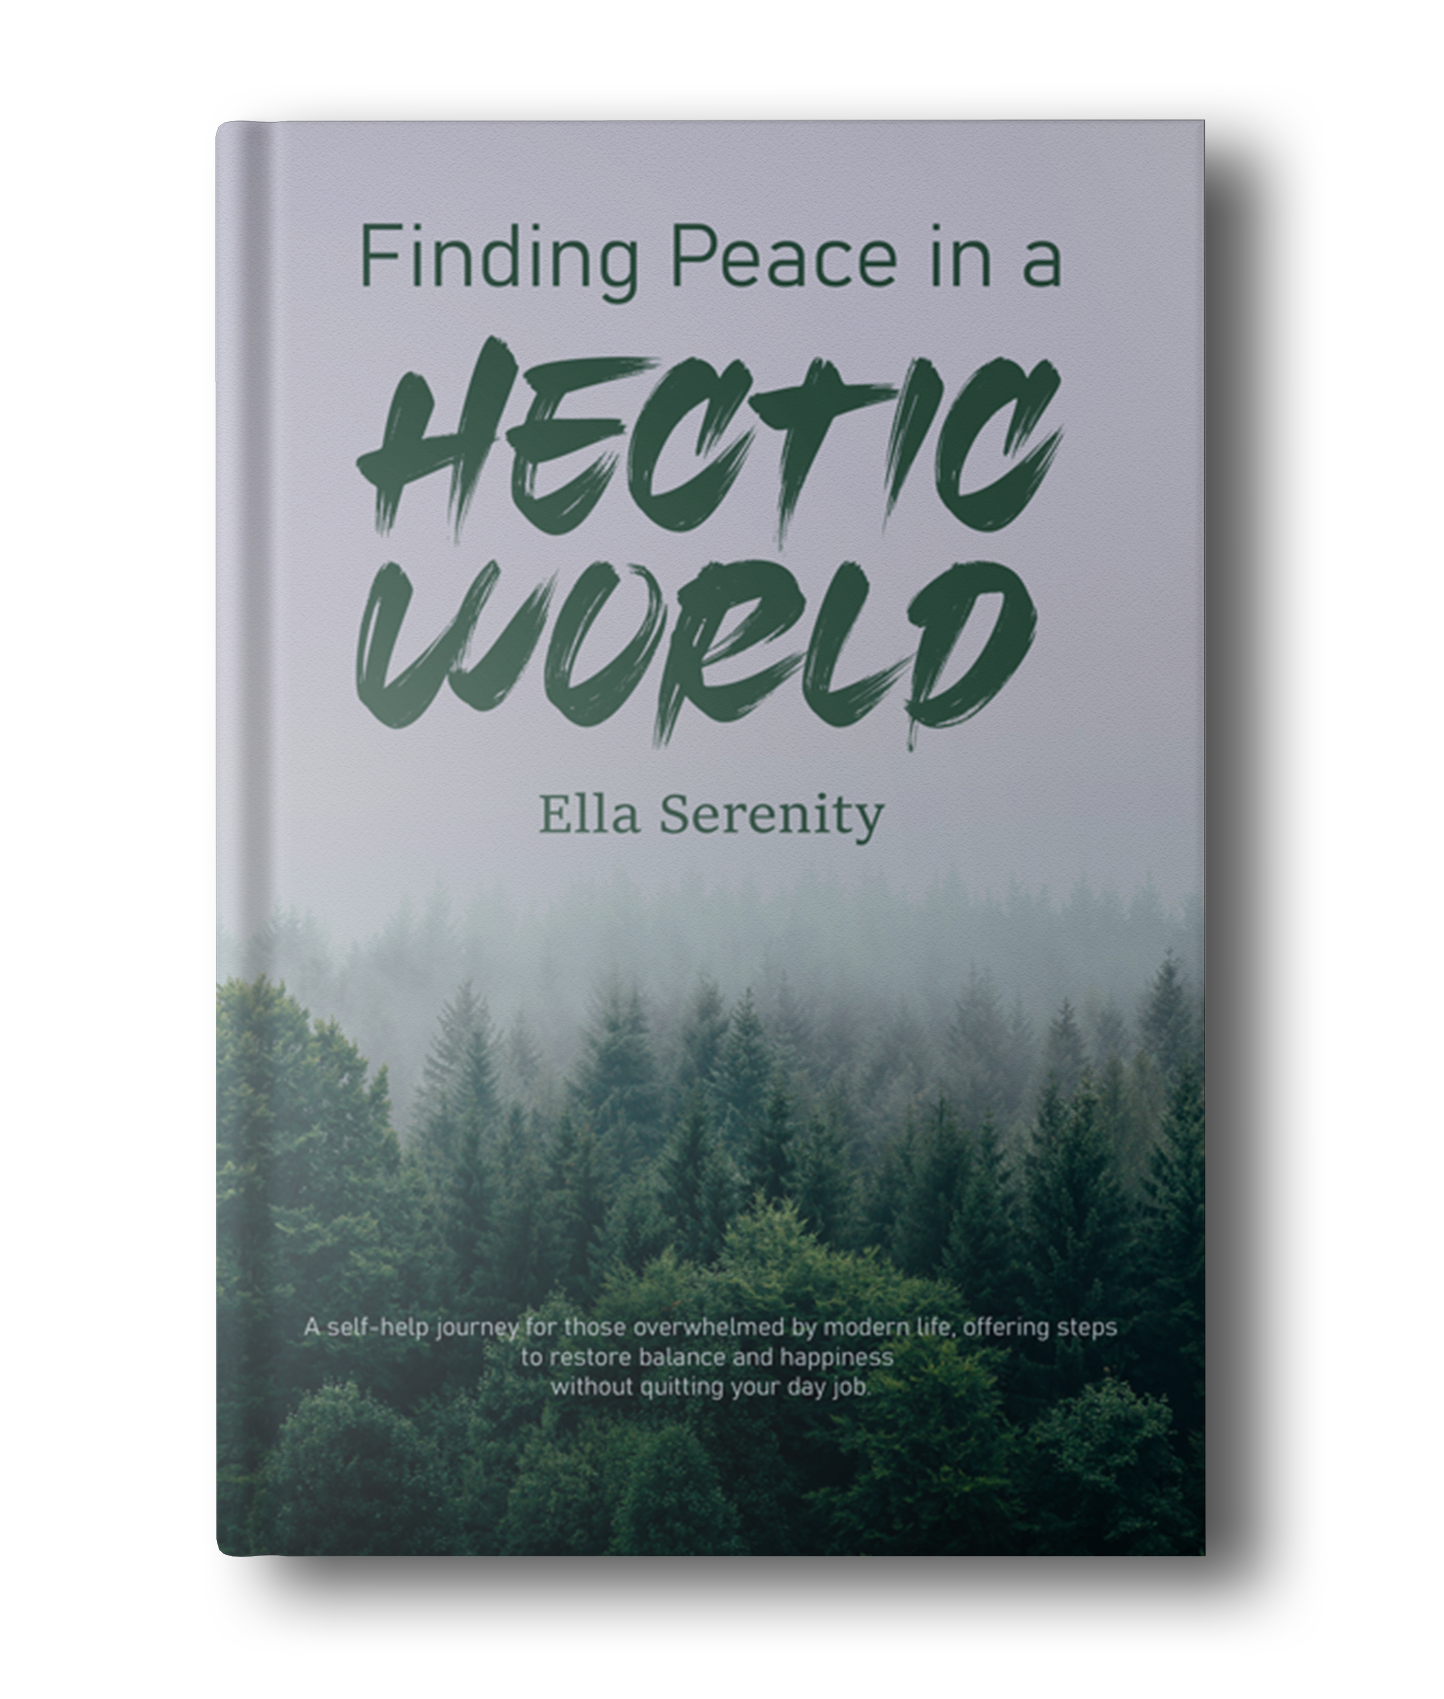 Finding Peace in a
HECTIC
WORLD
Ella Serenity
A self-help journey for those overwhelmed by modern life, offering steps
to restore balance and happiness
without quitting your day job.